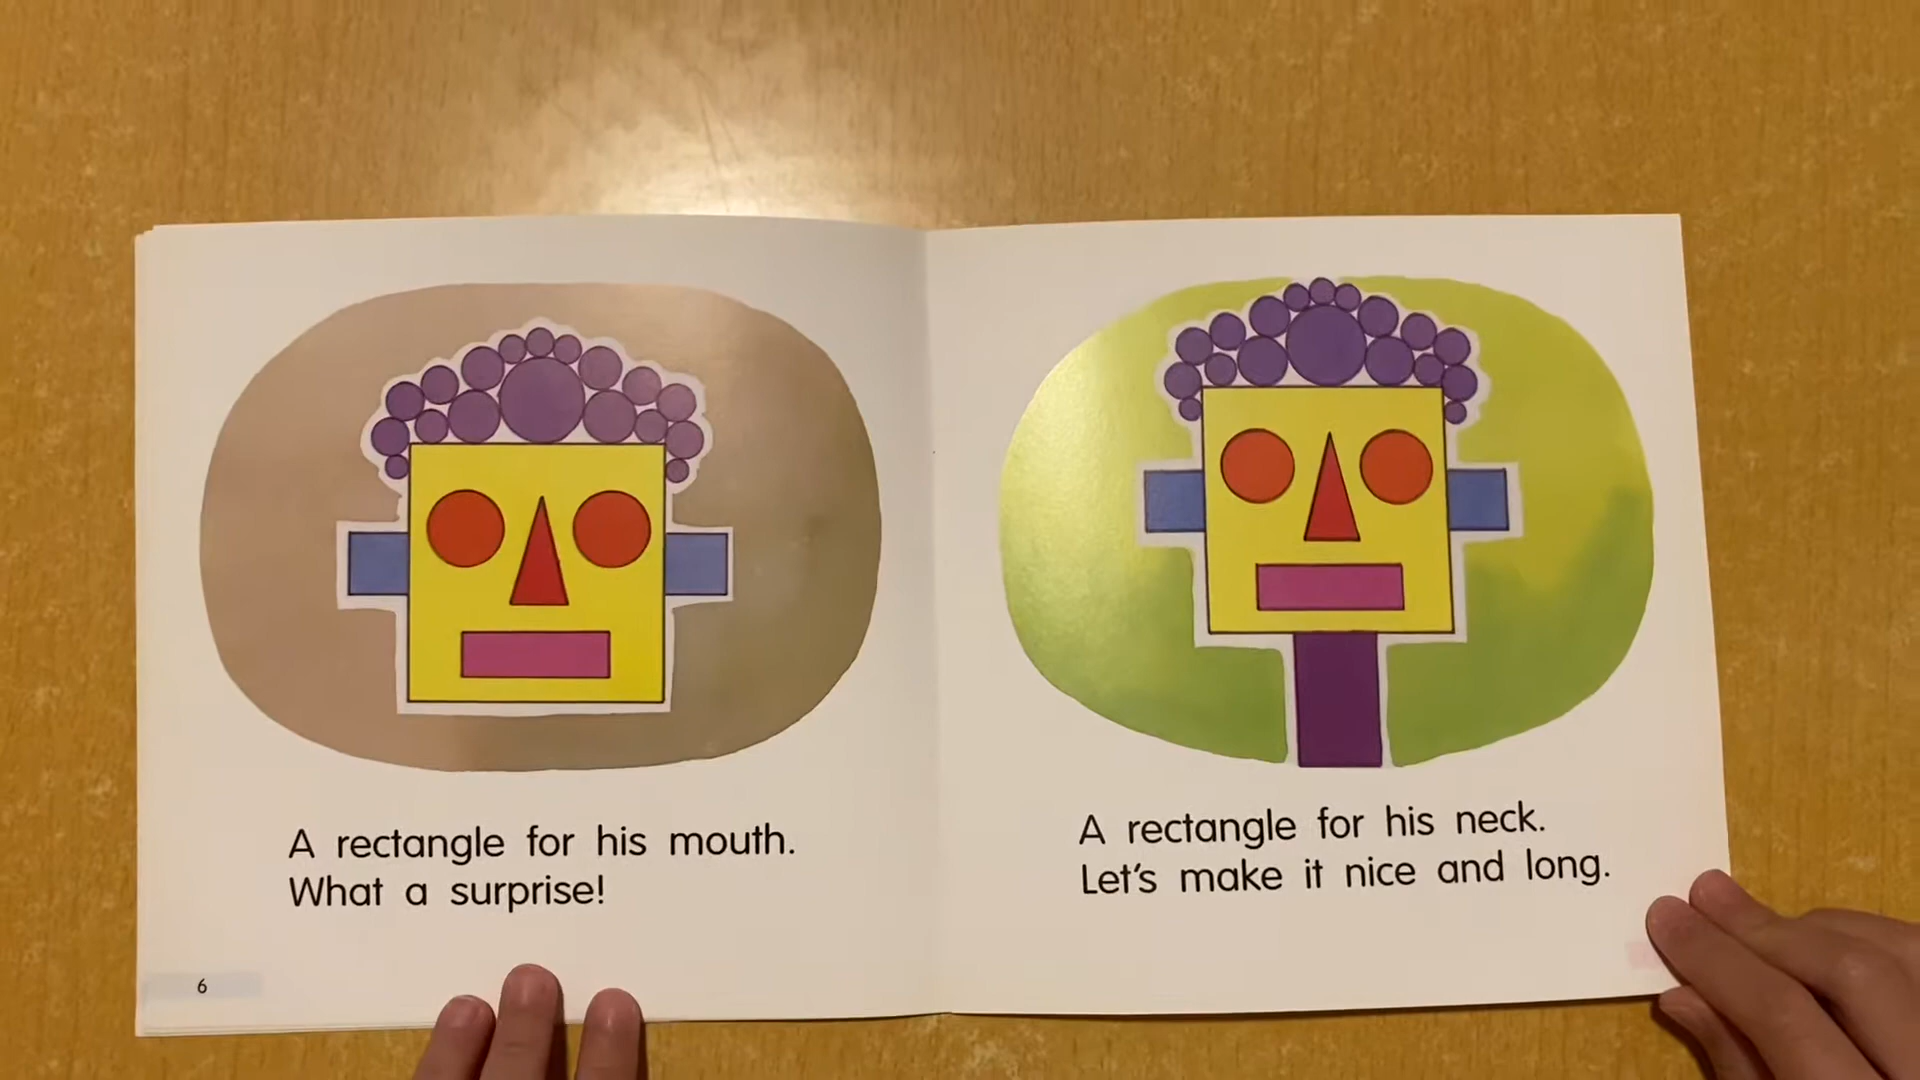 A rectangle for his mouth.
What a surprise!
6
A rectangle for his neck.
Let's make it nice and long.